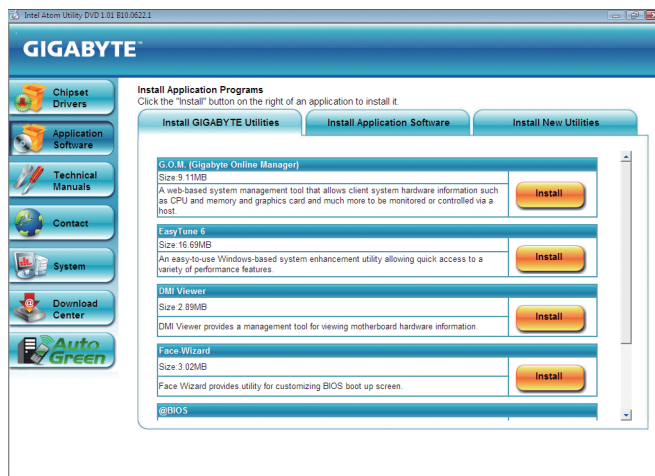 Intel Atom Utility DVD 1.01 B10.0622.1
GIGABYTE™
Chipset
Drivers
Application
Software
Technical
Manuals
Contact
System
Download
Center
Auto
Green
Install Application Programs
Click the "Install" button on the right of an application to install it.
Install GIGABYTE Utilities
Install Application Software
Install New Utilities
G.O.M. (Gigabyte Online Manager)
Size:9.11MB
A web-based system management tool that allows client system hardware information such
as CPU and memory and graphics card and much more to be monitored or controlled via a
host.
Install
EasyTune 6
Size:16.69MB
An easy-to-use Windows-based system enhancement utility allowing quick access to a
variety of performance features.
Install
DMI Viewer
Size:2.89MB
DMI Viewer provides a management tool for viewing motherboard hardware information.
Install
Face-Wizard
Size:3.02MB
Face Wizard provides utility for customizing BIOS boot up screen.
Install
@BIOS